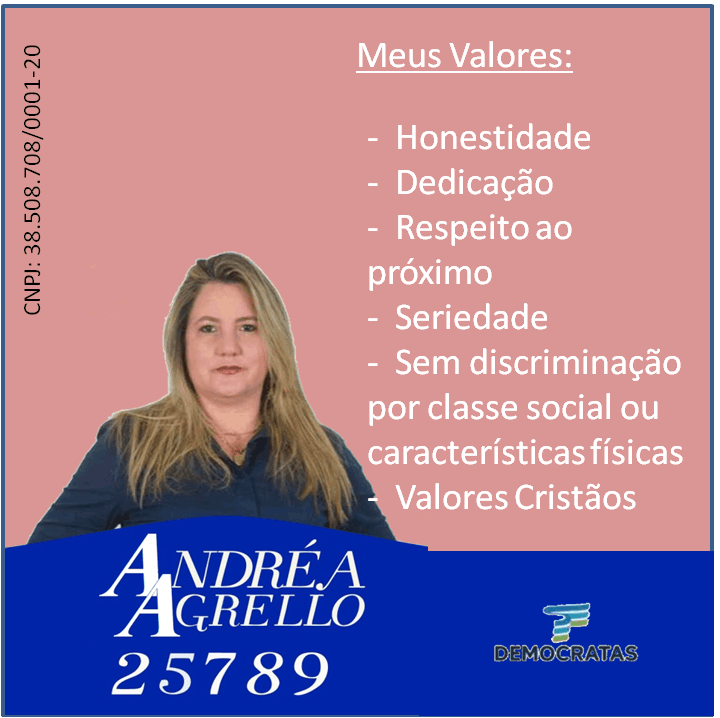 CNPJ: 38.508.708/0001-20
Meus Valores:
- Honestidade
- Dedicação
- Respeito ao
próximo
- Seriedade
- Sem discriminação
por classe social ou
características físicas
- Valores Cristãos
ANDRÉA
AGRELLO
25789
DEMOCRATAS